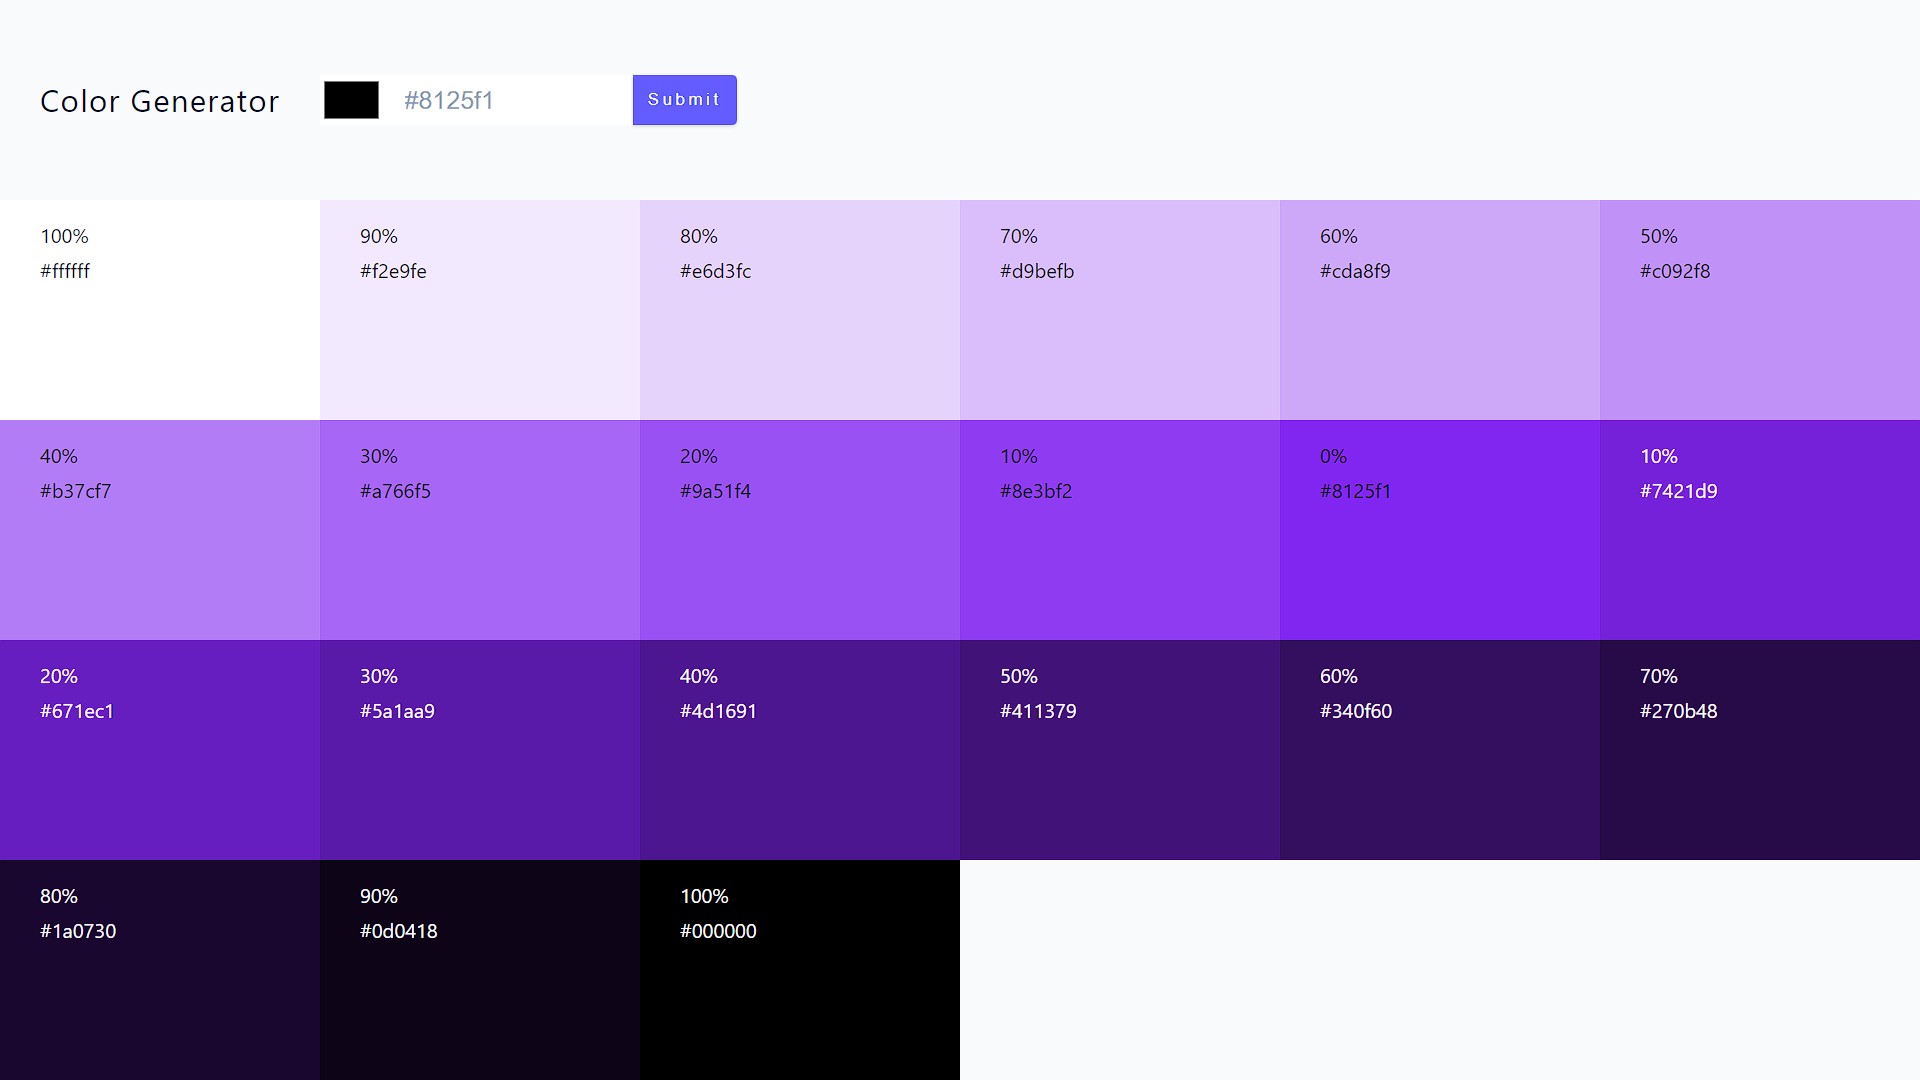 Color Generator
#8125f1
Submit
100%
#ffffff
90%
#f2e9fe
80%
#e6d3fc
70%
#d9befb
60%
#cda8f9
50%
#c092f8
40%
#b37cf7
30%
#a766f5
20%
#9a51f4
10%
#8e3bf2
0%
#8125f1
10%
#7421d9
20%
#671ec1
30%
#5a1aa9
40%
#4d1691
50%
#411379
60%
#340f60
70%
#270b48
80%
#1a0730
90%
#0d0418
100%
#000000